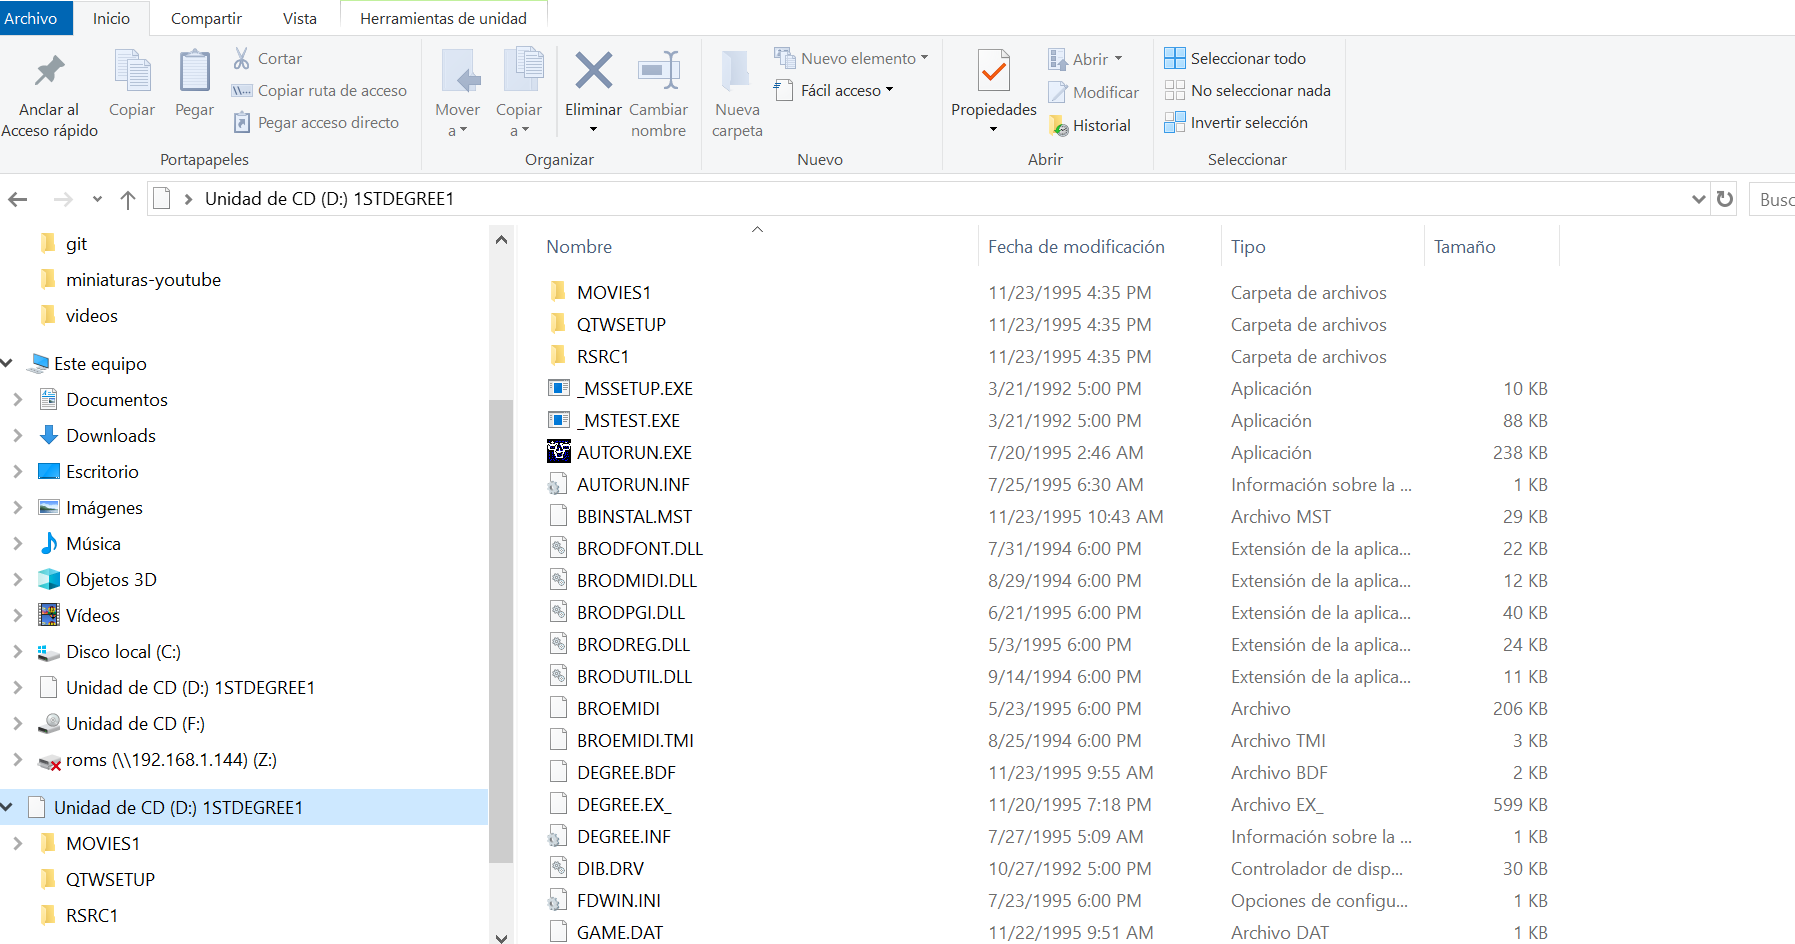 Archivo Inicio Compartir Vista Herramientas de unidad
Anclar al
Acceso rápido
Copiar
Pegar
Cortar
Copiar ruta de acceso
Pegar acceso directo
Portapapeles
Mover
a
Copiar
a
Eliminar
Cambiar
nombre
Organizar
Nueva
carpeta
Nuevo elemento
Fácil acceso
Nuevo
Propiedades
Abrir
Modificar
Historial
Abrir
Seleccionar todo
No seleccionar nada
Invertir selección
Seleccionar
Unidad de CD (D:) 1STDEGREE1
Busc
git
miniaturas-youtube
videos
Este equipo
Documentos
Downloads
Escritorio
Imágenes
Música
Objetos 3D
Vídeos
Disco local (C:)
Unidad de CD (D:) 1STDEGREE1
Unidad de CD (F:)
roms (\\192.168.1.144) (Z:)
Unidad de CD (D:) 1STDEGREE1
MOVIES1
QTWSETUP
RSRC1
Nombre Fecha de modificación Tipo Tamaño
MOVIES1 11/23/1995 4:35 PM Carpeta de archivos
QTWSETUP 11/23/1995 4:35 PM Carpeta de archivos
RSRC1 11/23/1995 4:35 PM Carpeta de archivos
_MSSETUP.EXE 3/21/1992 5:00 PM Aplicación 10 KB
_MSTEST.EXE 3/21/1992 5:00 PM Aplicación 88 KB
AUTORUN.EXE 7/20/1995 2:46 AM Aplicación 238 KB
AUTORUN.INF 7/25/1995 6:30 AM Información sobre la ... 1 KB
BBINSTAL.MST 11/23/1995 10:43 AM Archivo MST 29 KB
BRODFONT.DLL 7/31/1994 6:00 PM Extensión de la aplica... 22 KB
BRODMIDI.DLL 8/29/1994 6:00 PM Extensión de la aplica... 12 KB
BRODPGI.DLL 6/21/1995 6:00 PM Extensión de la aplica... 40 KB
BRODREG.DLL 5/3/1995 6:00 PM Extensión de la aplica... 24 KB
BRODUTIL.DLL 9/14/1994 6:00 PM Extensión de la aplica... 11 KB
BROEMIDI 5/23/1995 6:00 PM Archivo 206 KB
BROEMIDI.TMI 8/25/1994 6:00 PM Archivo TMI 3 KB
DEGREE.BDF 11/23/1995 9:55 AM Archivo BDF 2 KB
DEGREE.EX_ 11/20/1995 7:18 PM Archivo EX_ 599 KB
DEGREE.INF 7/27/1995 5:09 AM Información sobre la ... 1 KB
DIB.DRV 10/27/1992 5:00 PM Controlador de disp... 30 KB
FDWIN.INI 7/23/1995 6:00 PM Opciones de configu... 1 KB
GAME.DAT 11/22/1995 9:51 AM Archivo DAT 1 KB